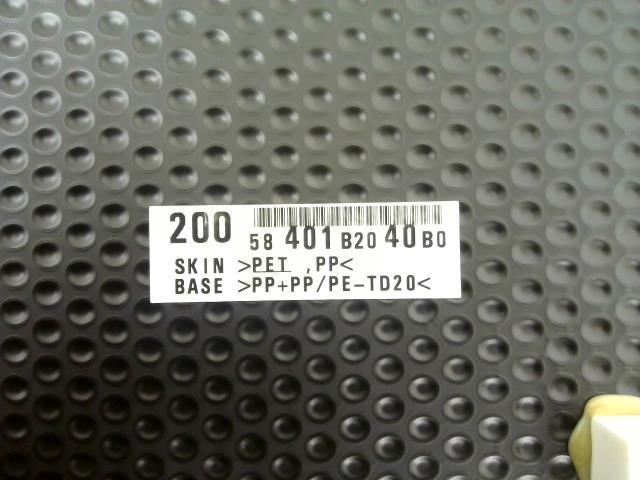 200 58 401 B20 40 B0
SKIN >PET ,PP<
BASE >PP+PP/PE-TD20<